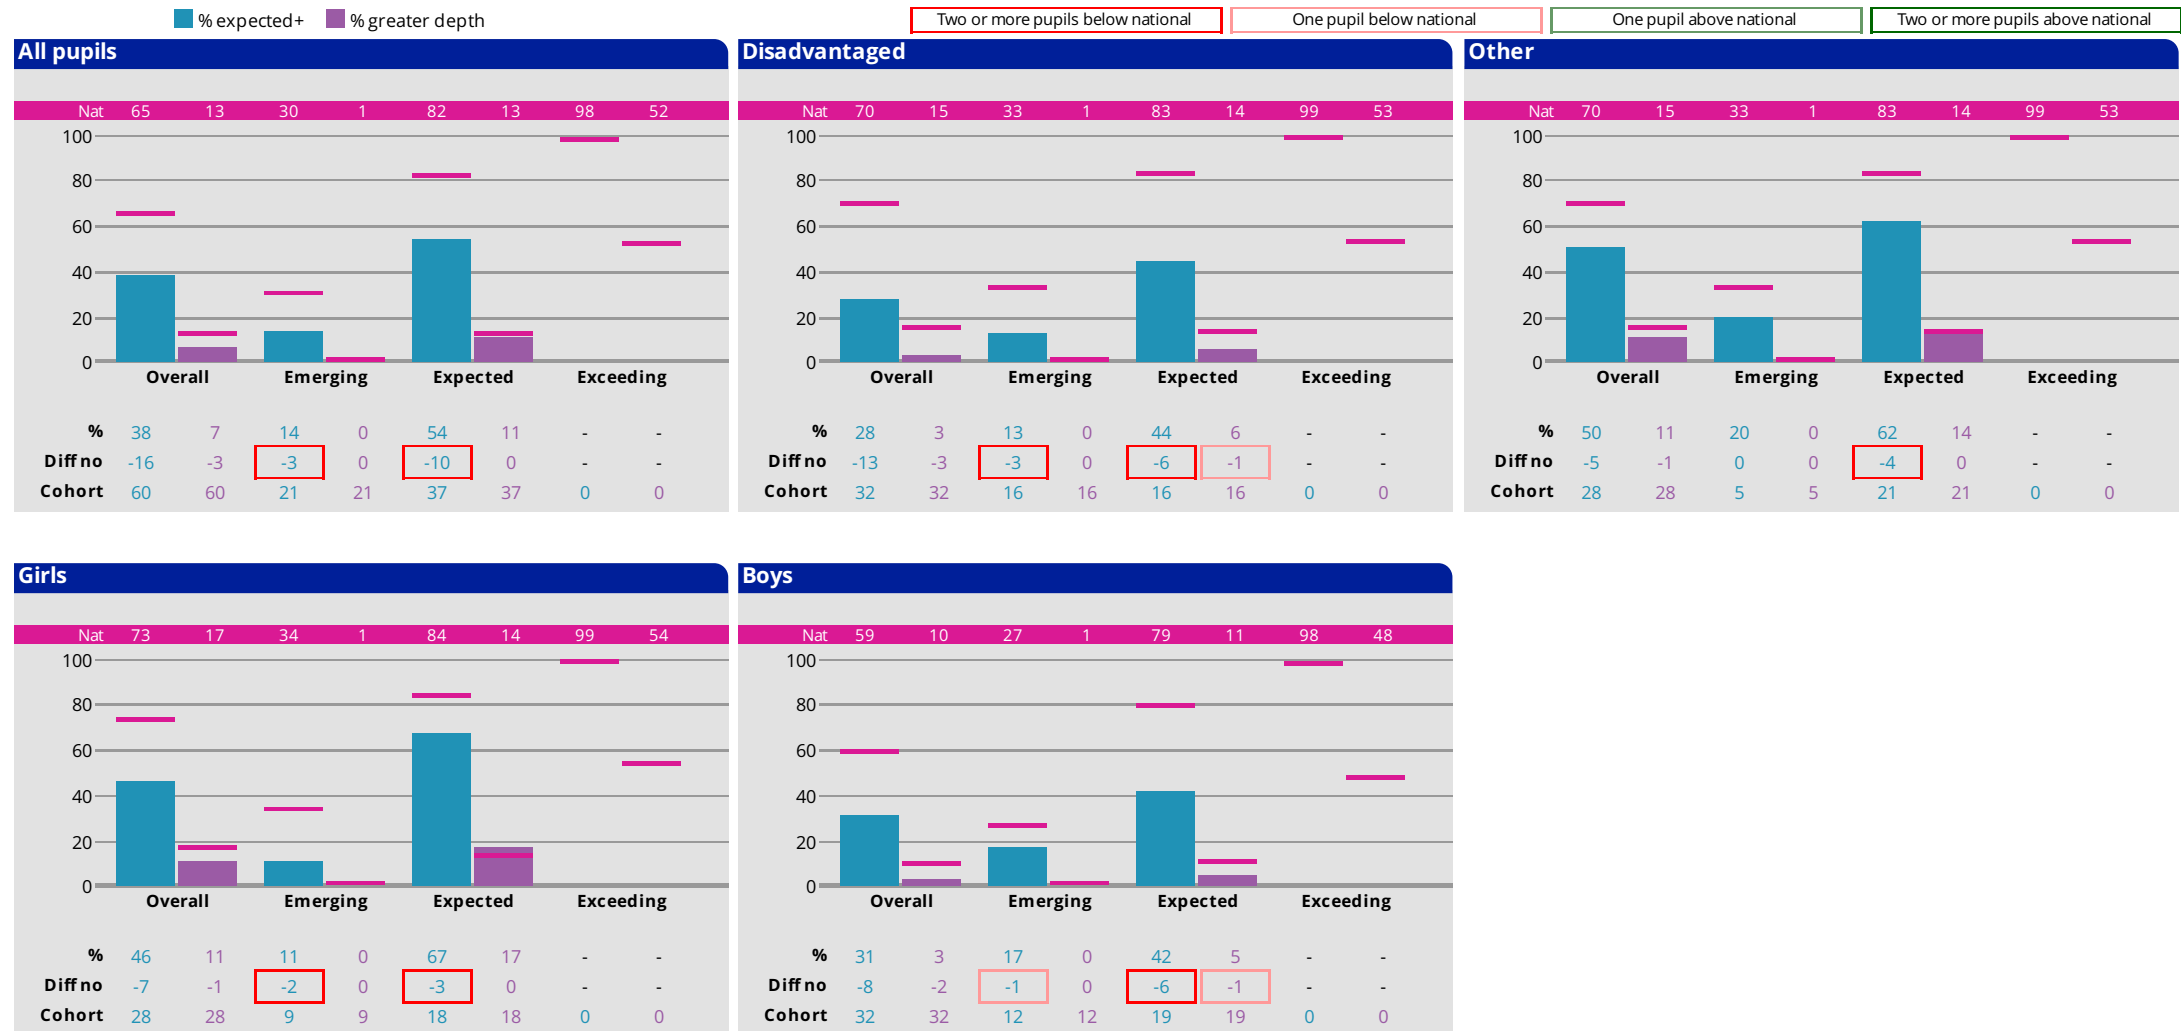 % expected+ % greater depth Two or more pupils below national One pupil below national One pupil above national Two or more pupils above national
All pupils
Nat 65 13 30 1 82 13 98 52
100
80
60
40
20
0
Overall Emerging Expected Exceeding
% 38 7 14 0 54 11 - -
Diff no -16 -3 -3 0 -10 0 - -
Cohort 60 60 21 21 37 37 0 0
Disadvantaged
Nat 70 15 33 1 83 14 99 53
100
80
60
40
20
0
Overall Emerging Expected Exceeding
% 28 3 13 0 44 6 - -
Diff no -13 -3 -3 0 -6 -1 - -
Cohort 32 32 16 16 16 16 0 0
Other
Nat 70 15 33 1 83 14 99 53
100
80
60
40
20
0
Overall Emerging Expected Exceeding
% 50 11 20 0 62 14 - -
Diff no -5 -1 0 0 -4 0 - -
Cohort 28 28 5 5 21 21 0 0
Girls
Nat 73 17 34 1 84 14 99 54
100
80
60
40
20
0
Overall Emerging Expected Exceeding
% 46 11 11 0 67 17 - -
Diff no -7 -1 -2 0 -3 0 - -
Cohort 28 28 9 9 18 18 0 0
Boys
Nat 59 10 27 1 79 11 98 48
100
80
60
40
20
0
Overall Emerging Expected Exceeding
% 31 3 17 0 42 5 - -
Diff no -8 -2 -1 0 -6 -1 - -
Cohort 32 32 12 12 19 19 0 0